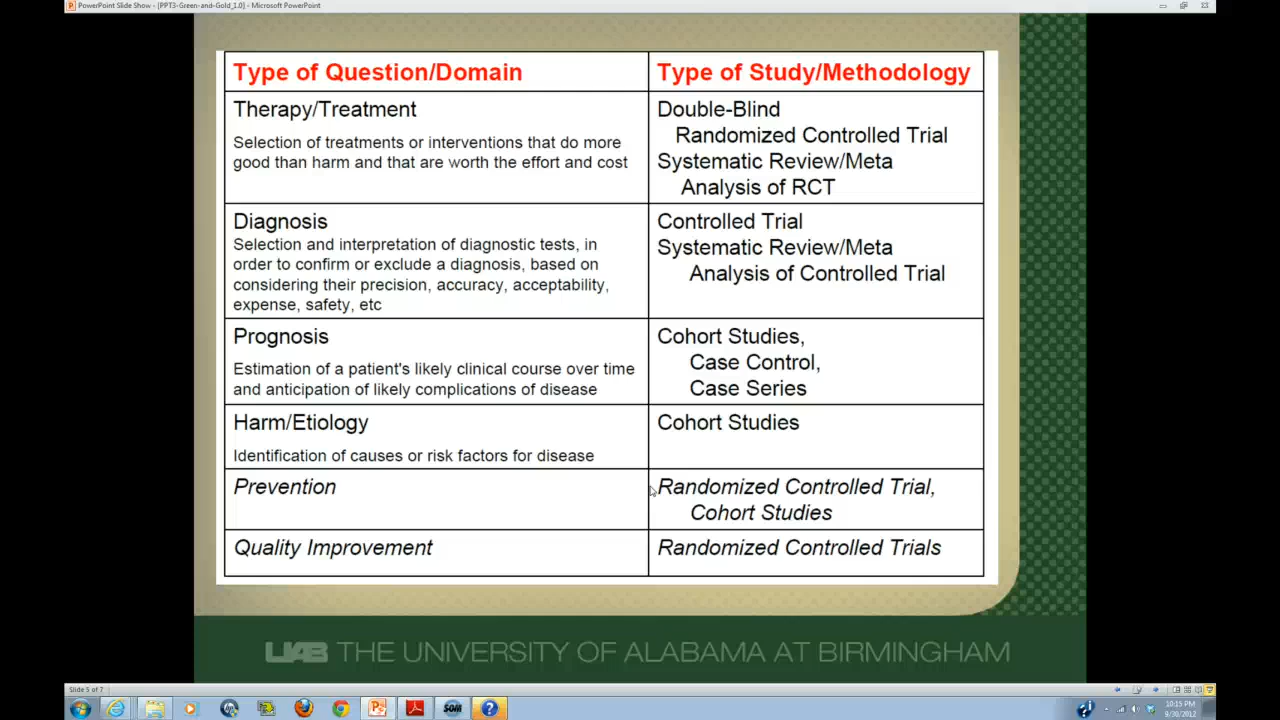 PowerPoint Slide Show - [PPT3-Green-and-Gold_1.0] - Microsoft PowerPoint
Type of Question/Domain
Type of Study/Methodology
Therapy/Treatment
Selection of treatments or interventions that do more
good than harm and that are worth the effort and cost
Double-Blind
Randomized Controlled Trial
Systematic Review/Meta
Analysis of RCT
Diagnosis
Selection and interpretation of diagnostic tests, in
order to confirm or exclude a diagnosis, based on
considering their precision, accuracy, acceptability,
expense, safety, etc
Controlled Trial
Systematic Review/Meta
Analysis of Controlled Trial
Prognosis
Estimation of a patient's likely clinical course over time
and anticipation of likely complications of disease
Cohort Studies,
Case Control,
Case Series
Harm/Etiology
Identification of causes or risk factors for disease
Cohort Studies
Prevention
Randomized Controlled Trial,
Cohort Studies
Quality Improvement
Randomized Controlled Trials
UAB THE UNIVERSITY OF ALABAMA AT BIRMINGHAM
Slide 5 of 7
SOM
10:15 PM
9/30/2012